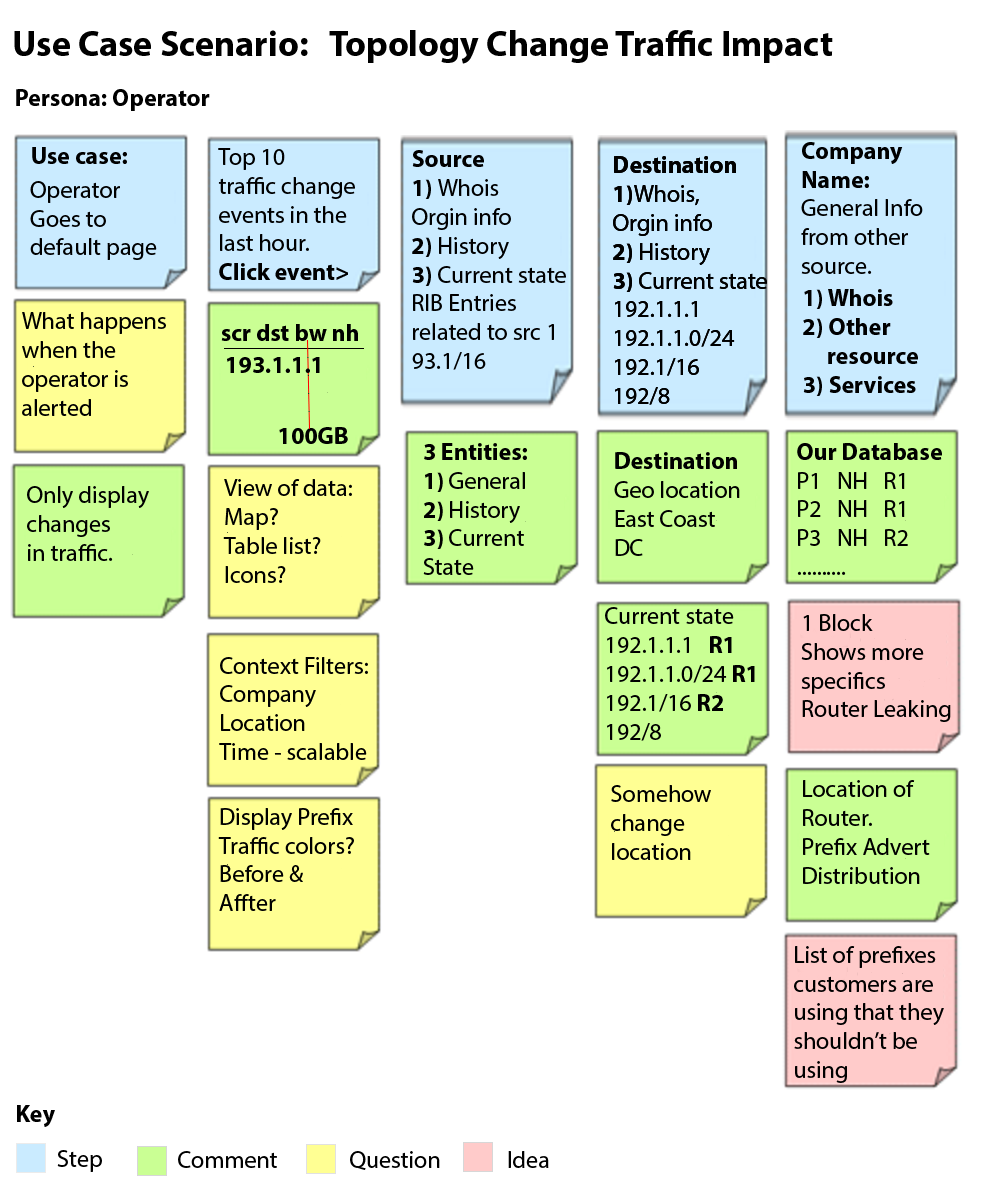 Use Case Scenario: Topology Change Traffic Impact
Persona: Operator
Use case:
Operator
Goes to
default page
What happens
when the
operator is
alerted
Only display
changes
in traffic.
Top 10
traffic change
events in the
last hour.
Click event>
scr dst bw nh
193.1.1.1
100GB
View of data:
Map?
Table list?
Icons?
Context Filters:
Company
Location
Time - scalable
Display Prefix
Traffic colors?
Before &
Affter
Source
1) Whois
Orgin info
2) History
3) Current state
RIB Entries
related to src 1
93.1/16
3 Entities:
1) General
2) History
3) Current
State
Destination
1)Whois,
Orgin info
2) History
3) Current state
192.1.1.1
192.1.1.0/24
192.1/16
192/8
Destination
Geo location
East Coast
DC
Current state
192.1.1.1 R1
192.1.1.0/24 R1
192.1/16 R2
192/8
Somehow
change
location
Company
Name:
General Info
from other
source.
1) Whois
2) Other
resource
3) Services
Our Database
P1 NH R1
P2 NH R1
P3 NH R2
..........
1 Block
Shows more
specifics
Router Leaking
Location of
Router.
Prefix Advert
Distribution
List of prefixes
customers are
using that they
shouldn't be
using
Key
Step
Comment
Question
Idea